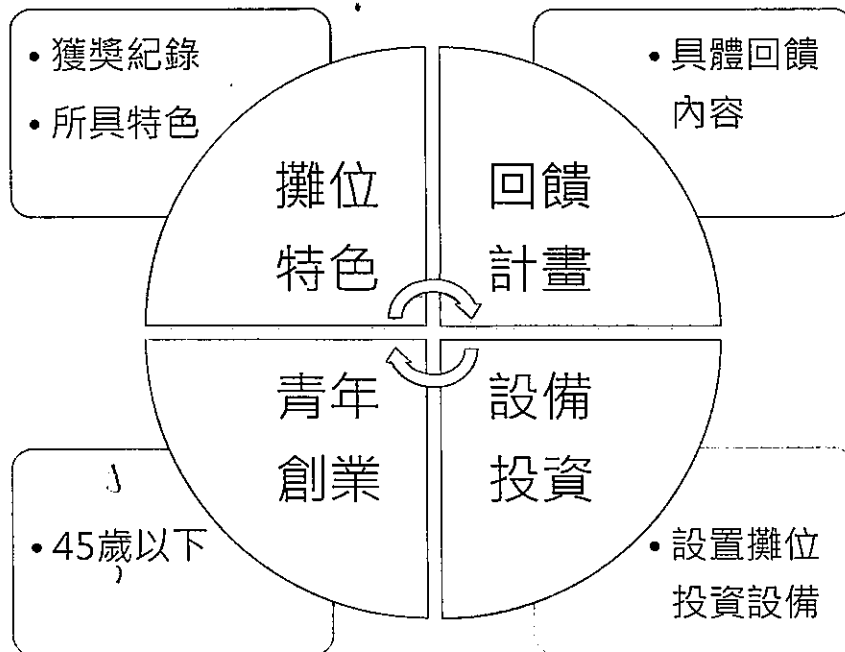 • 獲獎紀錄
• 所具特色
攤位
特色
• 具體回饋
內容
回饋
計畫
青年
創業
• 45歲以下
設備
投資
• 設置攤位
投資設備